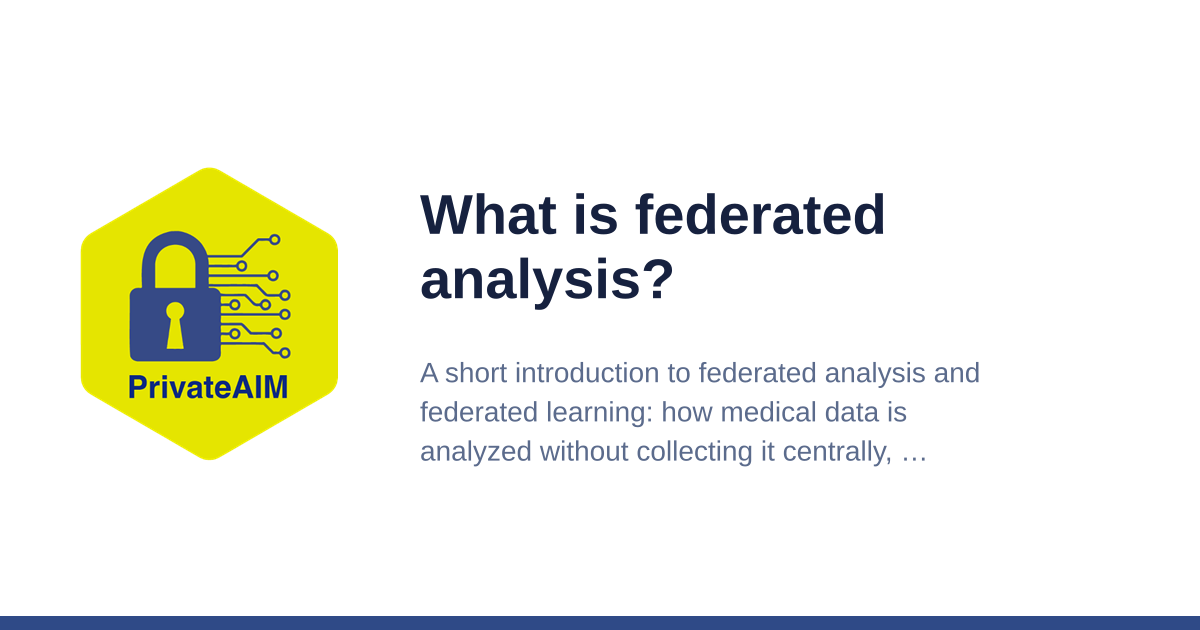 PrivateAIM
What is federated
analysis?
A short introduction to federated analysis and
federated learning: how medical data is
analyzed without collecting it centrally, …